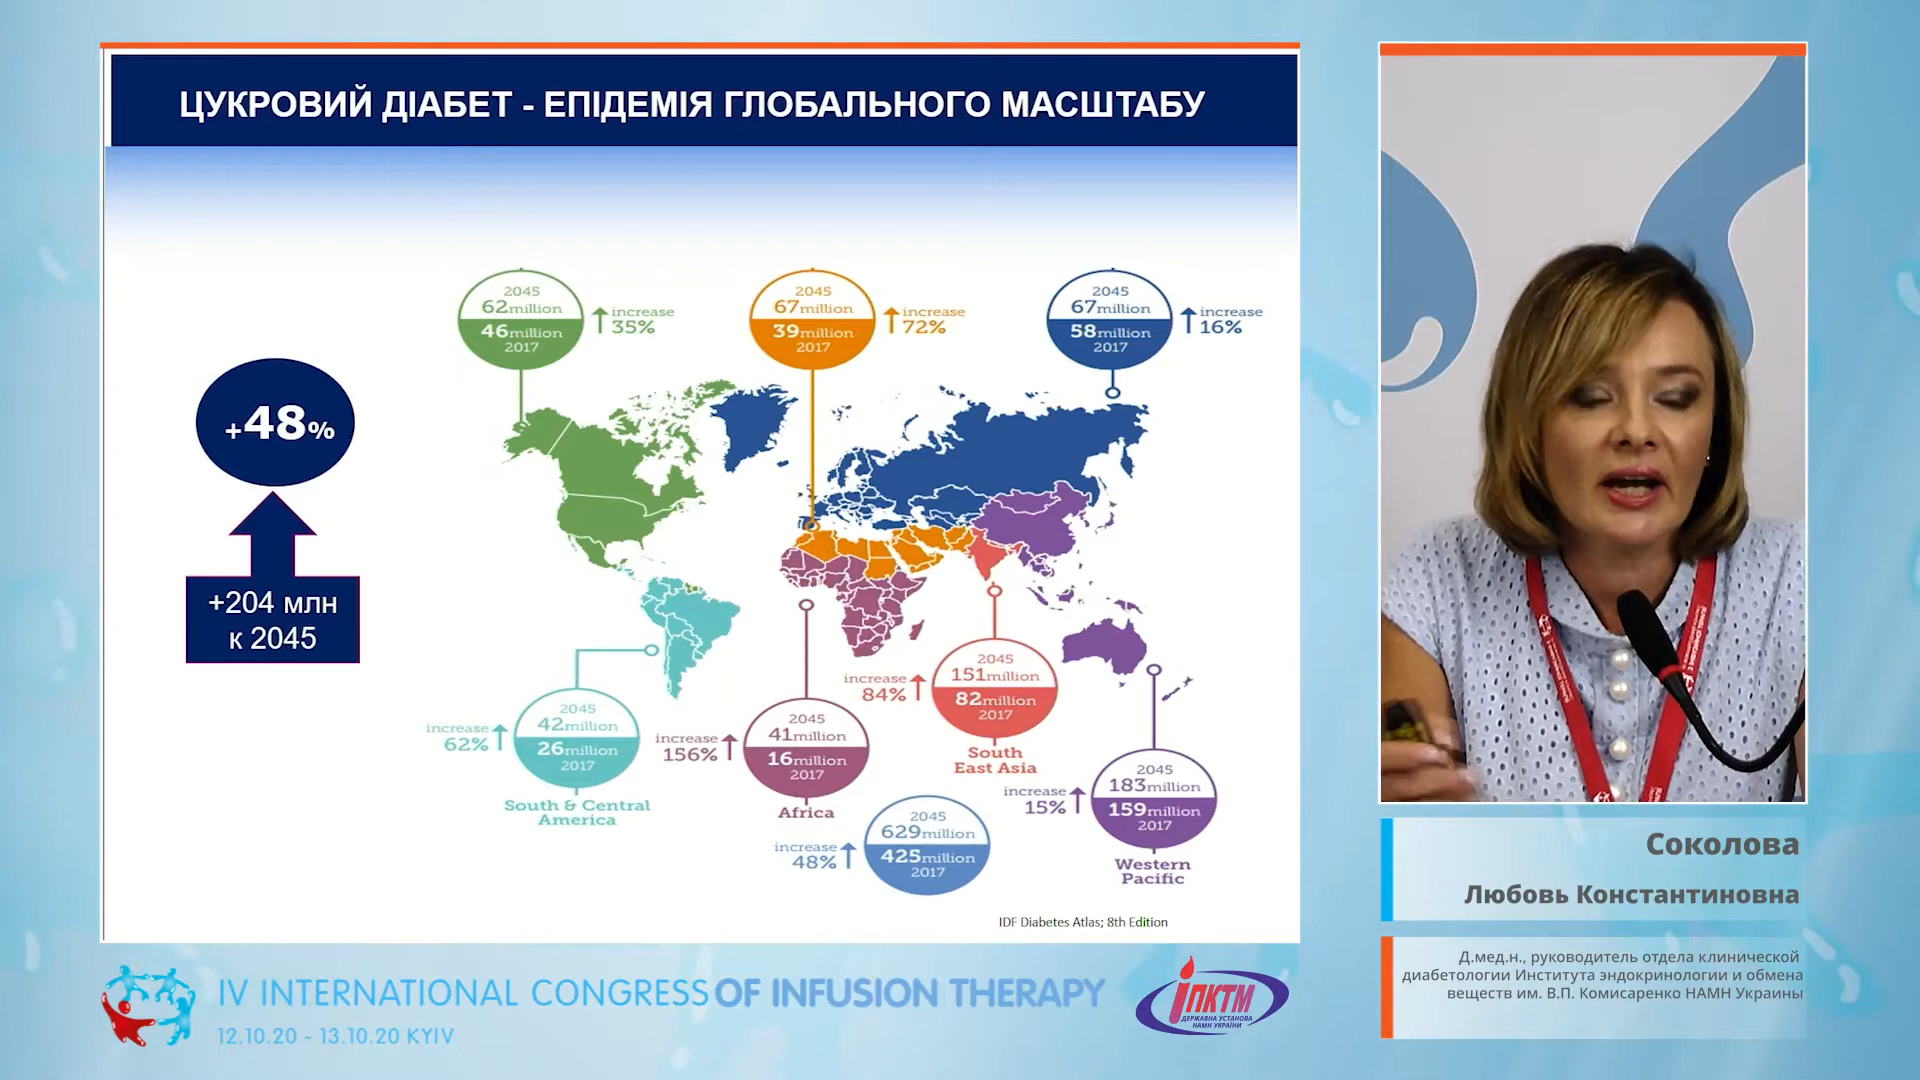 ЦУКРОВИЙ ДІАБЕТ - ЕПІДЕМІЯ ГЛОБАЛЬНОГО МАСШТАБУ
2045
62million
46million
2017
increase
35%
2045
67million
39million
2017
increase
72%
2045
67million
58million
2017
increase
16%
+48%
+204 млн
к 2045
increase
62%
2045
42million
26million
2017
South & Central
America
increase
156%
2045
41million
16million
2017
Africa
increase
84%
2045
151million
82million
2017
South
East Asia
increase
48%
2045
629million
425million
2017
increase
15%
2045
183million
159million
2017
Western
Pacific
IDF Diabetes Atlas; 8th Edition
Соколова
Любовь Константиновна
Д.мед.н., руководитель отдела клинической
диабетологии Института эндокринологии и обмена
веществ им. В.П. Комисаренко НАМН Украины
IV INTERNATIONAL CONGRESS OF INFUSION THERAPY
12.10.20 - 13.10.20 KYIV
ІПКТМ
ДЕРЖАВНА УСТАНОВА
НАМН УКРАЇНИ